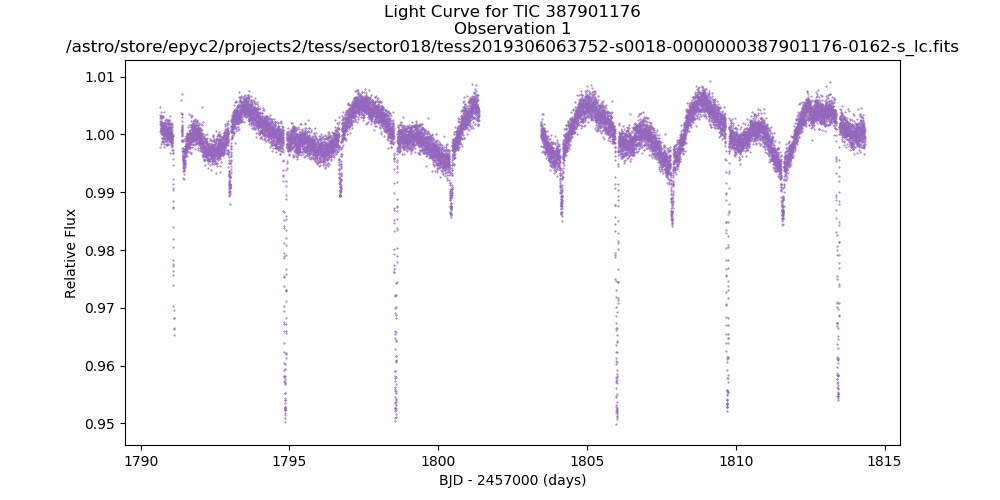 Light Curve for TIC 387901176
Observation 1
/astro/store/epyc2/projects2/tess/sector018/tess2019306063752-s0018-0000000387901176-0162-s_lc.fits
1.01
1.00
0.99
0.98
0.97
0.96
0.95
Relative Flux
1790
1795
1800
1805
1810
1815
BJD - 2457000 (days)